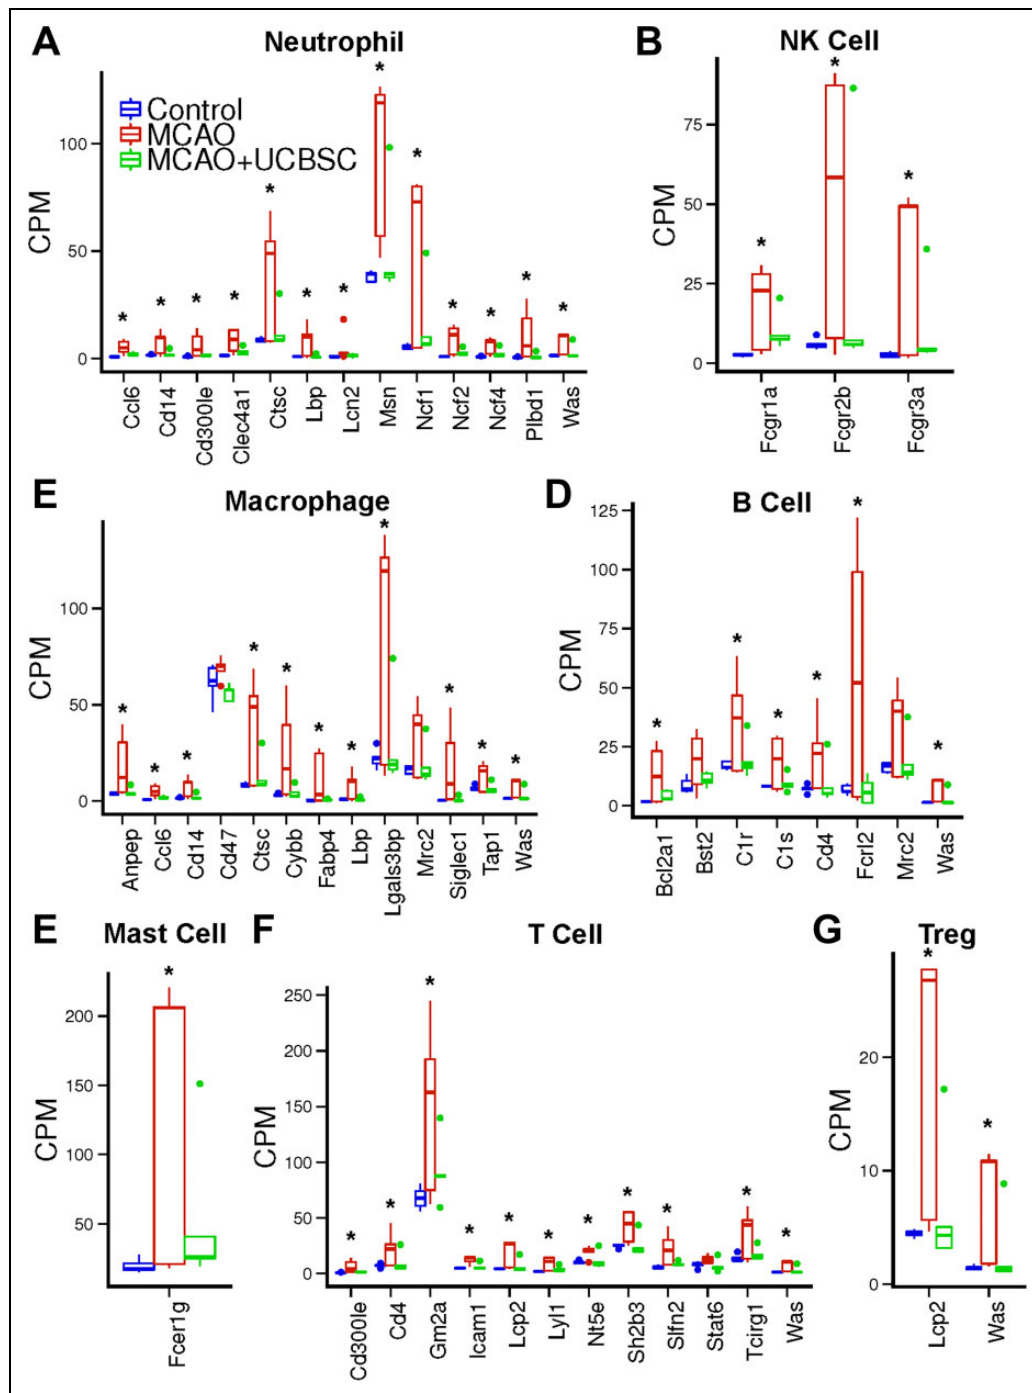 A Neutrophil
* * * * * * * * * * * * *
CPM
100
50
0
Control
MCAO
MCAO+UCBSC
Ccl6 Cd14 Cd300le Clec4a1 Ctsc Lbp Lcn2 Msn Ncf1 Ncf2 Ncf4 Plbd1 Was
B NK Cell
* * *
CPM
75
50
25
0
Fcgr1a Fcgr2b Fcgr3a
E Macrophage
* * * * * * * * * * *
CPM
100
50
0
Anpep Ccl6 Cd14 Cd47 Ctsc Cybb Fabp4 Lbp Lgals3bp Mrc2 Siglec1 Tap1 Was
D B Cell
* * * * * *
CPM
125
100
75
50
25
0
Bcl2a1 Bst2 C1r C1s Cd4 Fcrl2 Mrc2 Was
E Mast Cell
*
CPM
200
150
100
50
Fcer1g
F T Cell
* * * * * * * * * * *
CPM
250
200
150
100
50
0
Cd300le Cd4 Gm2a Icam1 Lcp2 Lyl1 Nt5e Sh2b3 Slfn2 Stat6 Tcirg1 Was
G Treg
* *
CPM
20
10
0
Lcp2 Was